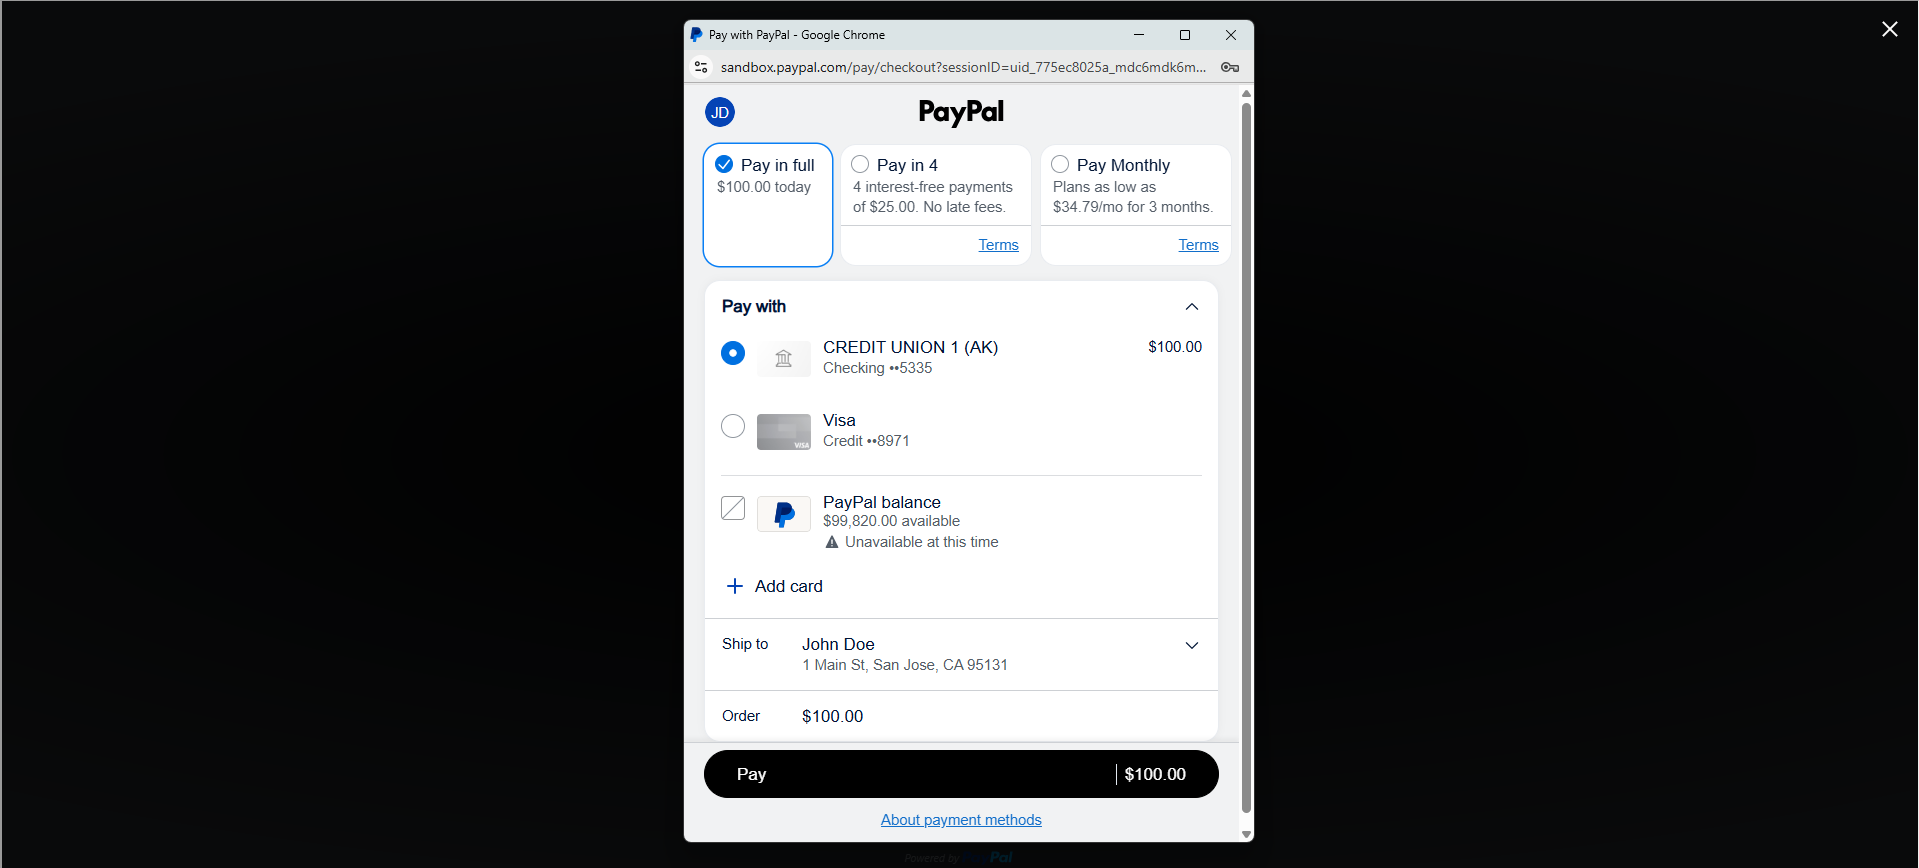 Pay with PayPal - Google Chrome
sandbox.paypal.com/pay/checkout?sessionID=uid_775ec8025a_mdc6mdk6m...
JD
PayPal
Pay in full
$100.00 today
Pay in 4
4 interest-free payments
of $25.00. No late fees.
Terms
Pay Monthly
Plans as low as
$34.79/mo for 3 months.
Terms
Pay with
CREDIT UNION 1 (AK)
$100.00
Checking ••5335
VISA
Visa
Credit ••8971
PayPal balance
$99,820.00 available
Unavailable at this time
Add card
Ship to
John Doe
1 Main St, San Jose, CA 95131
Order
$100.00
Pay
$100.00
About payment methods
Powered by
Pal